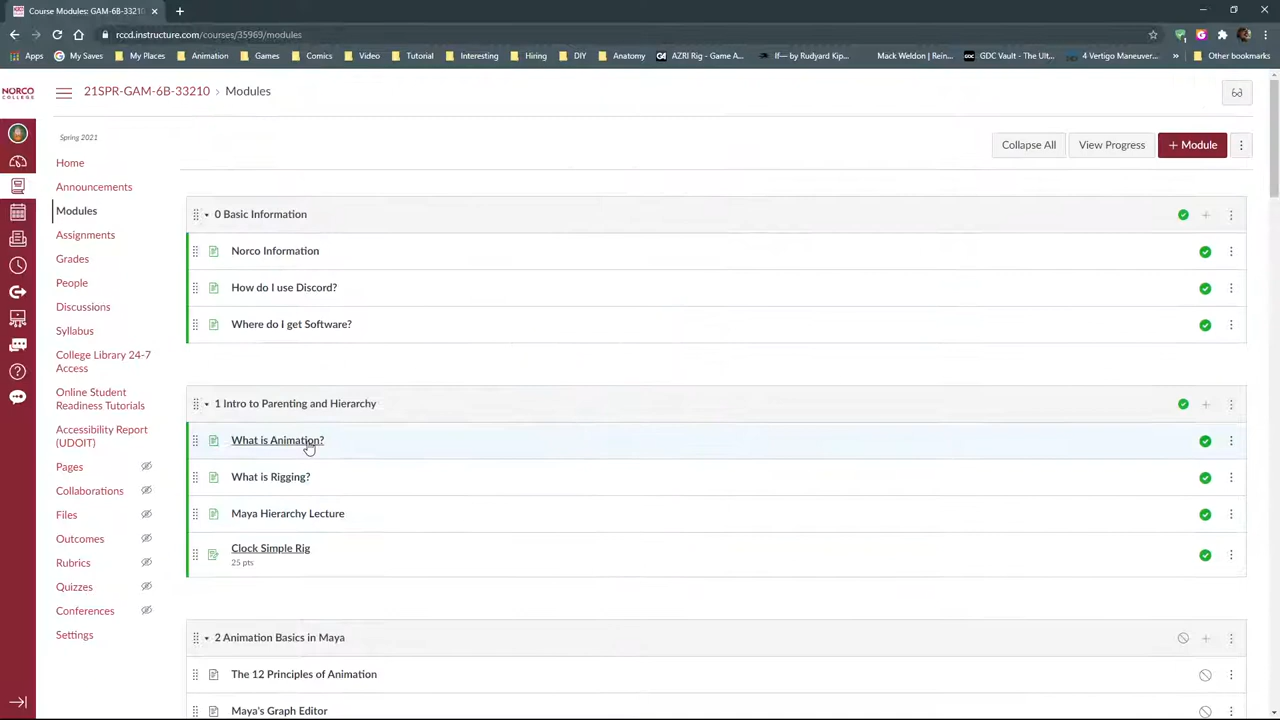 Course Modules: GAM-6B-33210
rccd.instructure.com/courses/35969/modules
Apps
My Saves
My Places
Animation
Games
Comics
Video
Tutorial
Interesting
Hiring
DIY
Anatomy
AZRI Rig - Game A...
If— by Rudyard Kip...
Mack Weldon | Rein...
GDC Vault - The Ult...
4 Vertigo Maneuver...
»
Other bookmarks
NORCO
COLLEGE
21SPR-GAM-6B-33210 › Modules
Spring 2021
Home
Announcements
Modules
Assignments
Grades
People
Discussions
Syllabus
College Library 24-7
Access
Online Student
Readiness Tutorials
Accessibility Report
(UDOIT)
Pages
Collaborations
Files
Outcomes
Rubrics
Quizzes
Conferences
Settings
Collapse All
View Progress
+ Module
0 Basic Information
Norco Information
How do I use Discord?
Where do I get Software?
1 Intro to Parenting and Hierarchy
What is Animation?
What is Rigging?
Maya Hierarchy Lecture
Clock Simple Rig
25 pts
2 Animation Basics in Maya
The 12 Principles of Animation
Maya's Graph Editor